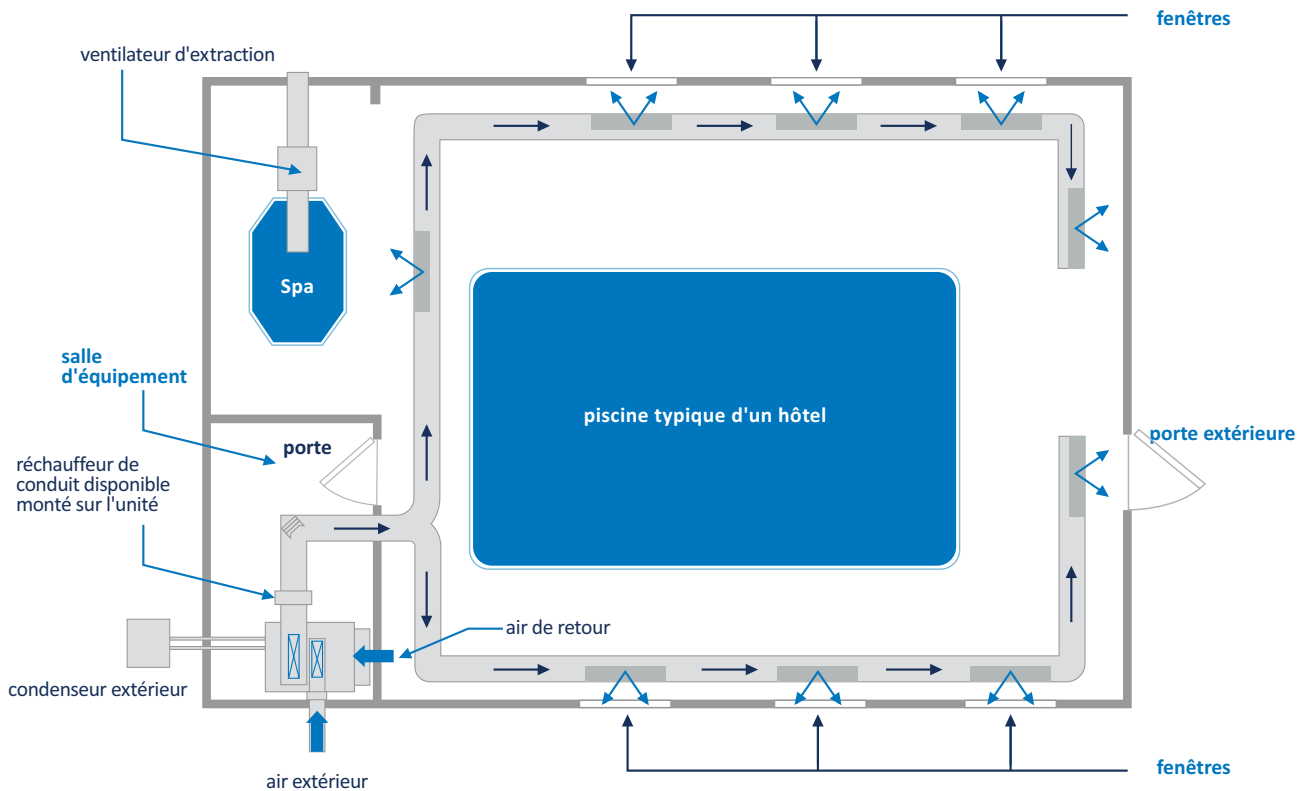 fenêtres
ventilateur d'extraction
Spa
salle
d'équipement
piscine typique d'un hôtel
porte extérieure
porte
réchauffeur de
conduit disponible
monté sur l'unité
air de retour
condenseur extérieur
air extérieur
fenêtres